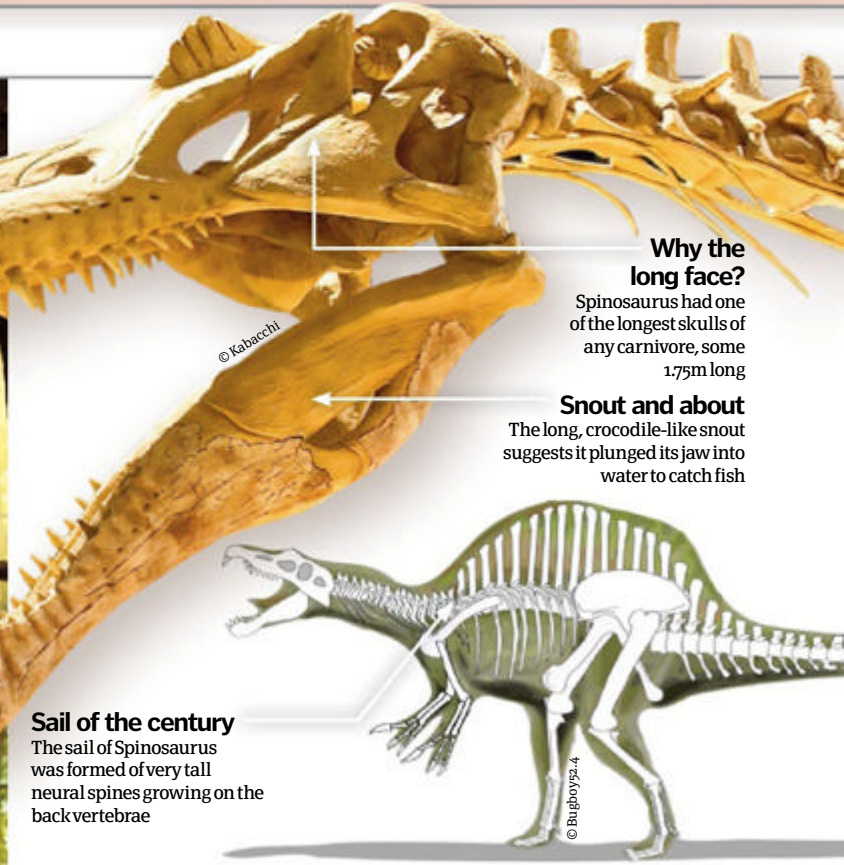 Why the
long face?
Spinosaurus had one
of the longest skulls of
any carnivore, some
1.75m long
© Kabacchi
Snout and about
The long, crocodile-like snout
suggests it plunged its jaw into
water to catch fish
Sail of the century
The sail of Spinosaurus
was formed of very tall
neural spines growing on the
back vertebrae
© Bugboy52.4